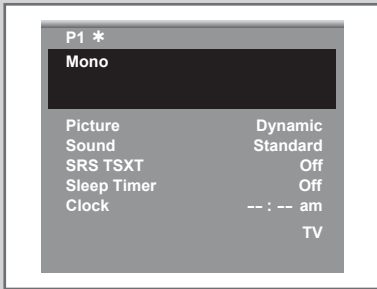 P1 *
Mono
Picture Dynamic
Sound Standard
SRS TSXT Off
Sleep Timer Off
Clock -- : -- am
TV